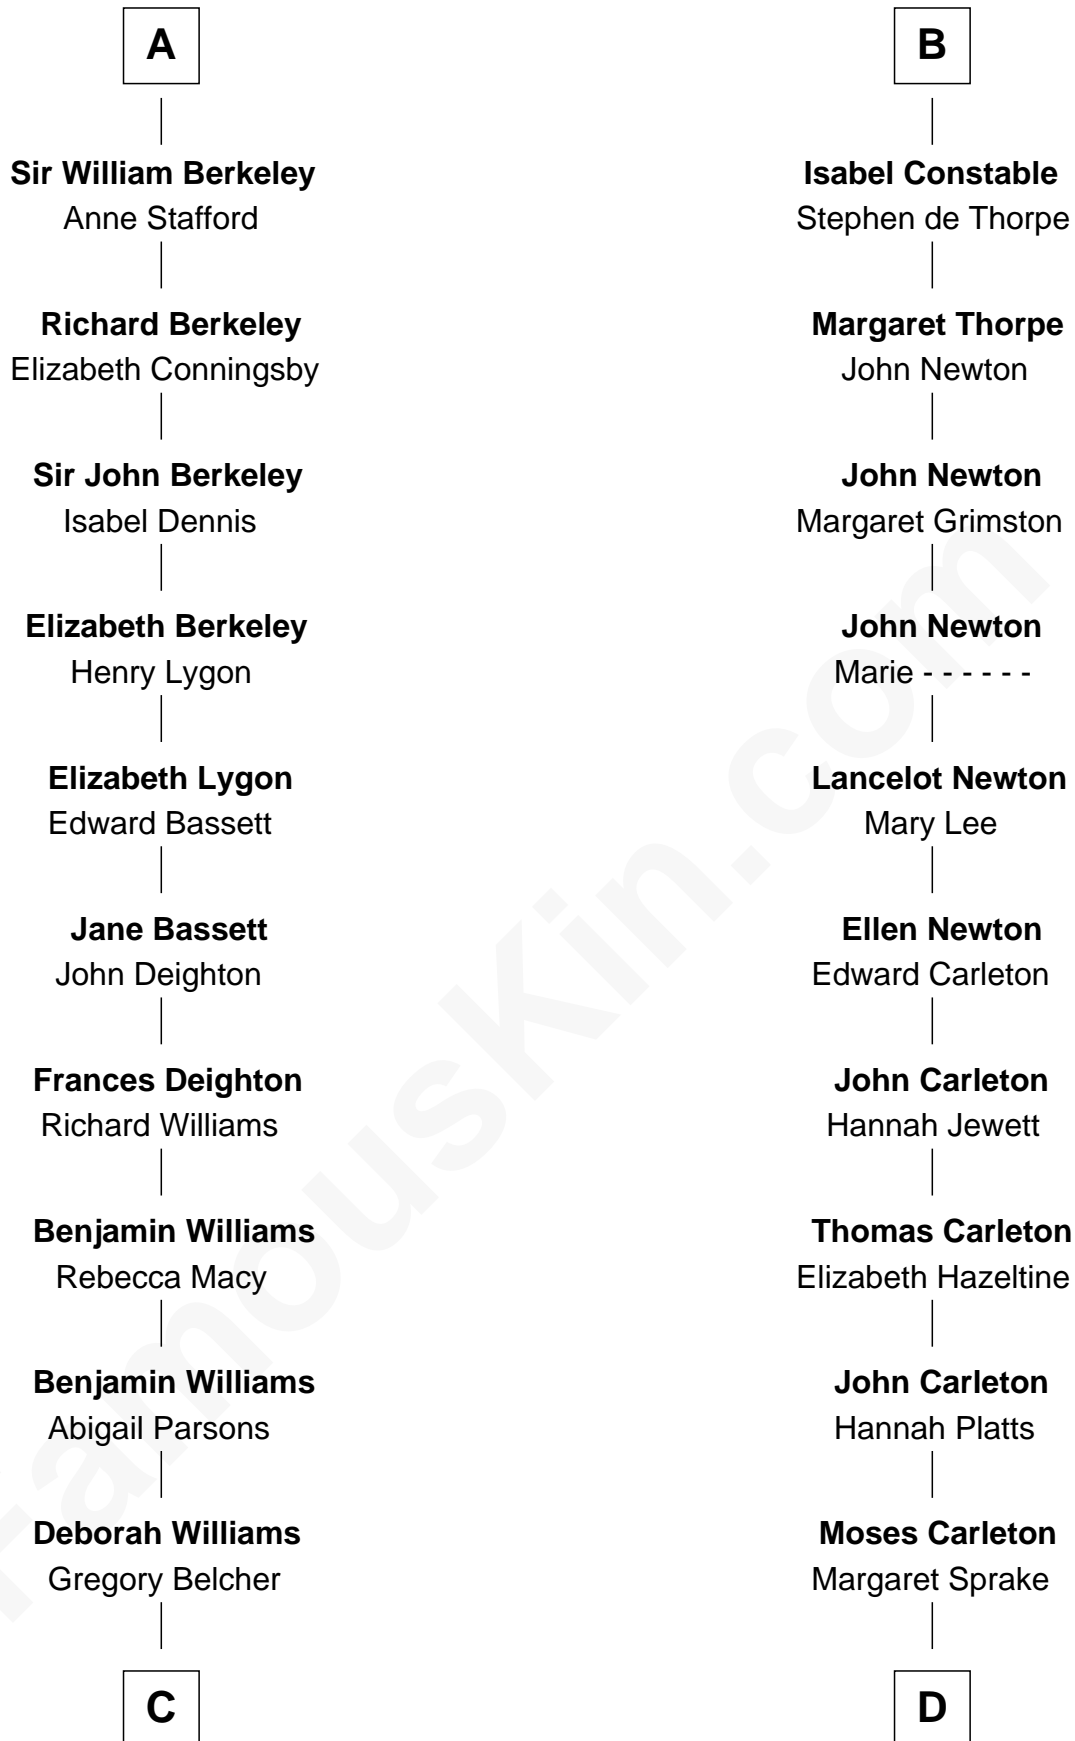 A
Sir William Berkeley
Anne Stafford
Richard Berkeley
Elizabeth Conningsby
Sir John Berkeley
Isabel Dennis
Elizabeth Berkeley
Henry Lygon
Elizabeth Lygon
Edward Bassett
Jane Bassett
John Deighton
Frances Deighton
Richard Williams
Benjamin Williams
Rebecca Macy
Benjamin Williams
Abigail Parsons
Deborah Williams
Gregory Belcher
C
B
Isabel Constable
Stephen de Thorpe
Margaret Thorpe
John Newton
John Newton
Margaret Grimston
John Newton
Marie - - - - - -
Lancelot Newton
Mary Lee
Ellen Newton
Edward Carleton
John Carleton
Hannah Jewett
Thomas Carleton
Elizabeth Hazeltine
John Carleton
Hannah Platts
Moses Carleton
Margaret Sprake
D
FamousKin.com